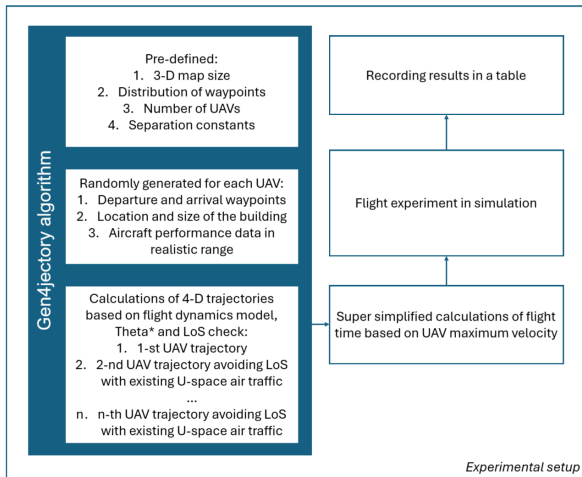 Gen4jectory algorithm
Pre-defined:
1. 3-D map size
2. Distribution of waypoints
3. Number of UAVs
4. Separation constants
Randomly generated for each UAV:
1. Departure and arrival waypoints
2. Location and size of the building
3. Aircraft performance data in
realistic range
Calculations of 4-D trajectories
based on flight dynamics model,
Theta* and LoS check:
1. 1-st UAV trajectory
2. 2-nd UAV trajectory avoiding LoS
with existing U-space air traffic
...
n. n-th UAV trajectory avoiding LoS
with existing U-space air traffic
Recording results in a table
Flight experiment in simulation
Super simplified calculations of flight
time based on UAV maximum velocity
Experimental setup